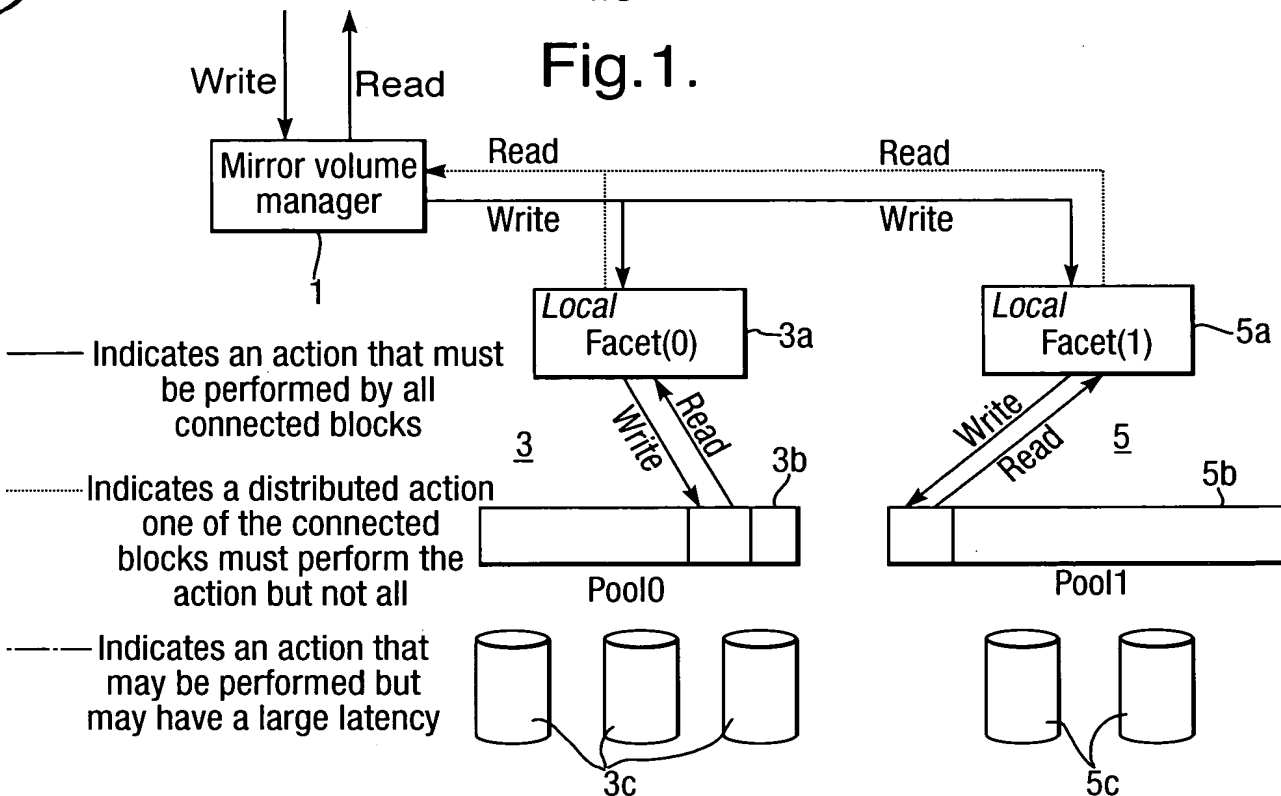 Fig.1.
Write
Read
Mirror volume
manager
1
Read
Read
Write
Write
Local
Facet(0)
3a
Local
Facet(1)
5a
Indicates an action that must
be performed by all
connected blocks
Write
Read
3
3b
Write
Read
5
5b
Indicates a distributed action
one of the connected
blocks must perform the
action but not all
Pool0
Pool1
Indicates an action that
may be performed but
may have a large latency
3c
5c